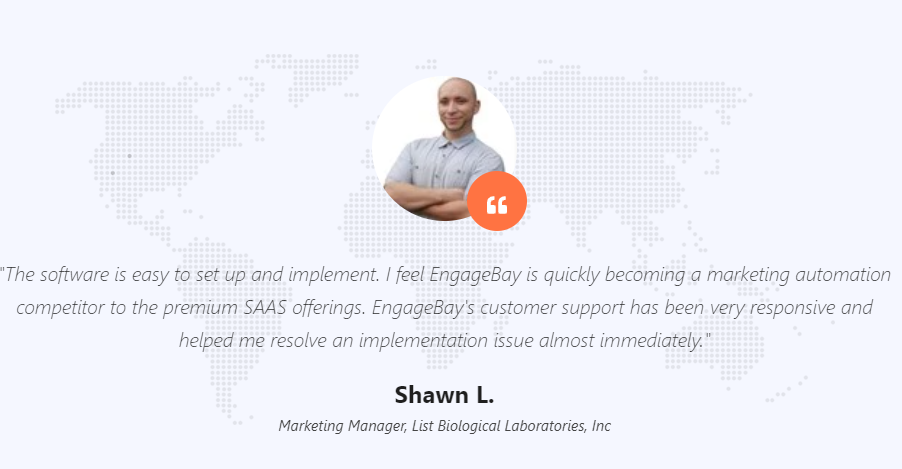 "The software is easy to set up and implement. I feel EngageBay is quickly becoming a marketing automation
competitor to the premium SAAS offerings. EngageBay's customer support has been very responsive and
helped me resolve an implementation issue almost immediately."
Shawn L.
Marketing Manager, List Biological Laboratories, Inc